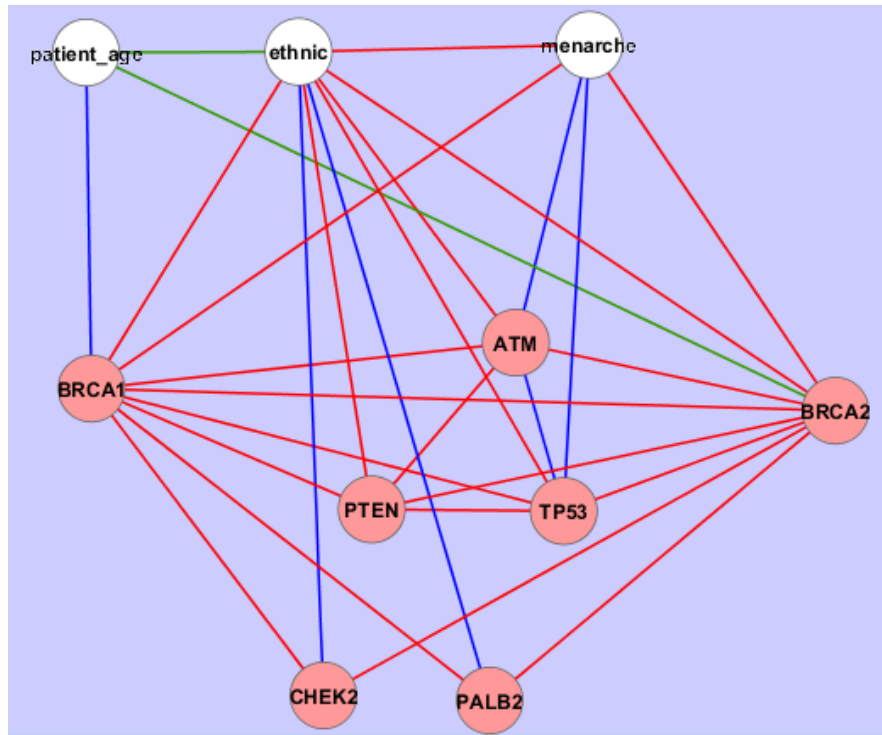 patient_age
ethnic
menarche
ATM
BRCA1
BRCA2
PTEN
TP53
CHEK2
PALB2